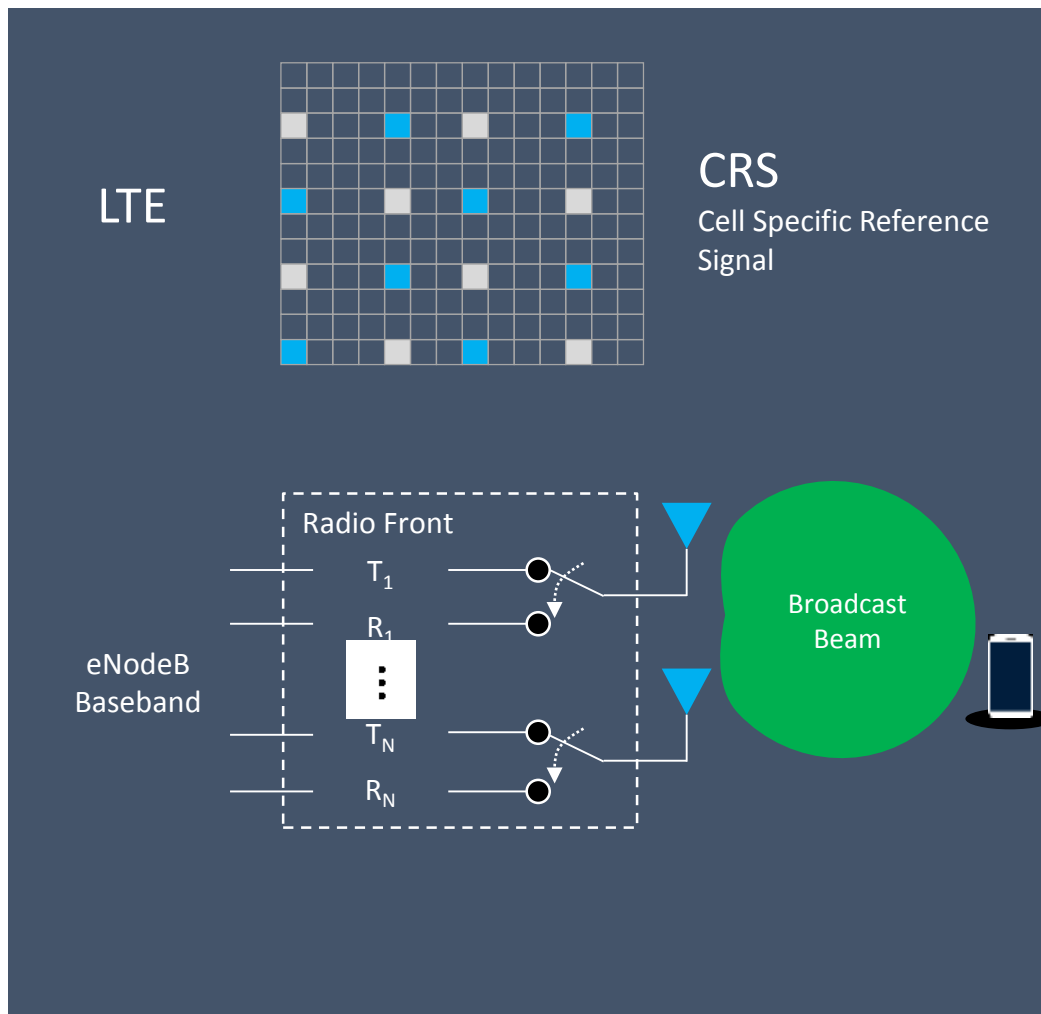 LTE
CRS
Cell Specific Reference
Signal
Radio Front
T1
R1
⋮
TN
RN
eNodeB
Baseband
Broadcast
Beam